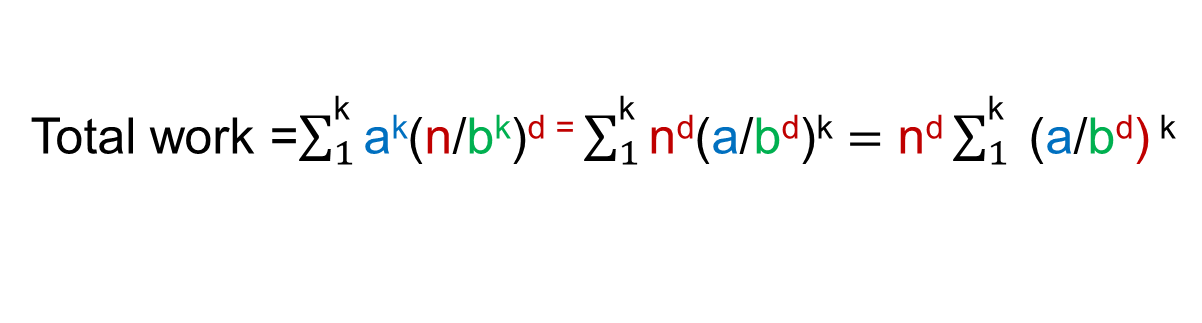 Total work =∑₁ᵏ aᵏ(n/bᵏ)ᵈ = ∑₁ᵏ nᵈ(a/bᵈ)ᵏ = nᵈ ∑₁ᵏ (a/bᵈ) ᵏ